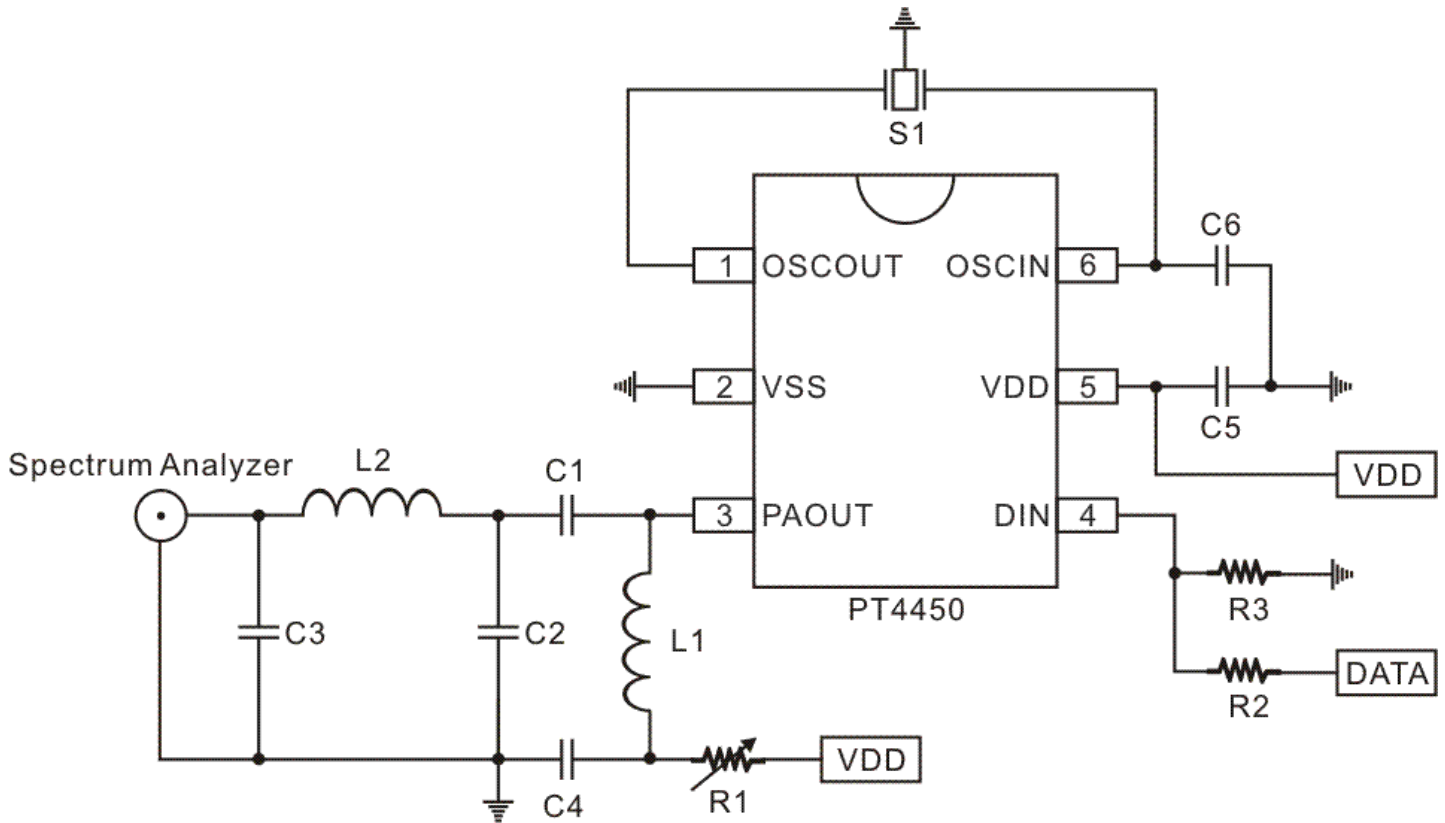 S1
C6
1 OSCOUT OSCIN 6
2 VSS VDD 5
C5
Spectrum Analyzer L2 C1
VDD
3 PAOUT DIN 4
PT4450
R3
C3 C2 L1
DATA
R2
VDD
C4 R1